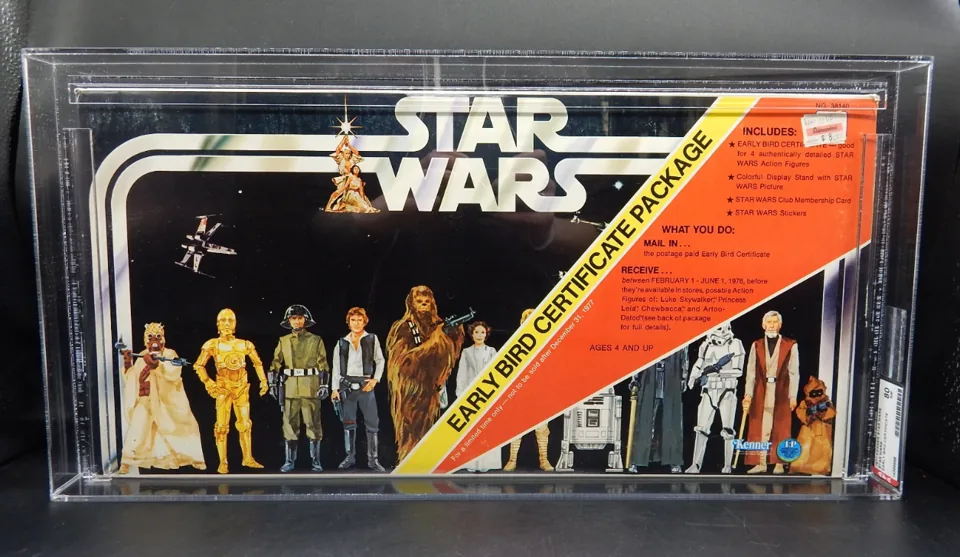 STAR
WARS
EARLY BIRD CERTIFICATE PACKAGE
For a limited time only — not to be sold after December 31, 1977
NO. 38140
INCLUDES:
★ EARLY BIRD — good
for 4 authentically detailed STAR
WARS Action Figures
★ Colorful Display Stand with STAR
WARS Picture
★ STAR WARS Club Membership Card
★ STAR WARS Stickers
WHAT YOU DO:
MAIL IN...
the postage paid Early Bird Certificate
RECEIVE...
between FEBRUARY 1 - JUNE 1, 1978, before
they're available in stores, posable Action
Figures of: Luke Skywalker, Princess
Leia, Chewbacca and Artoo-
Detoo (see back of package
for full details).
AGES 4 AND UP
Kenner